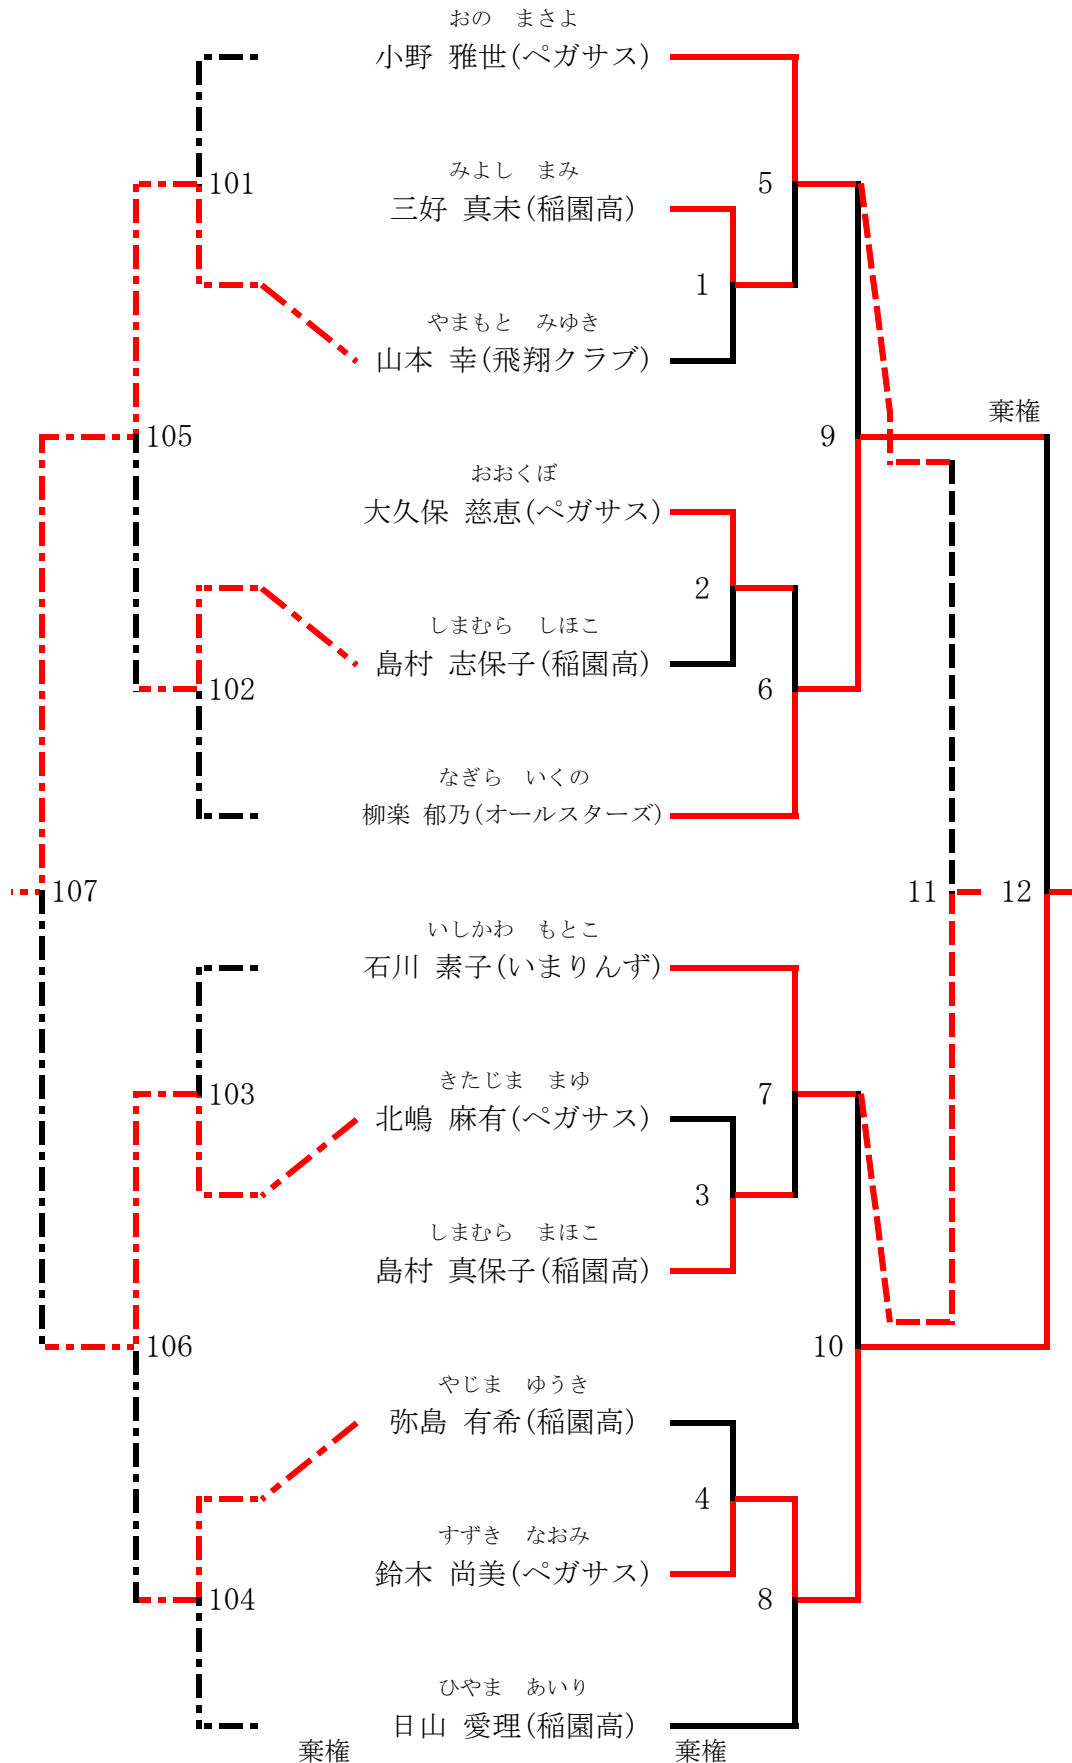 おの　まさよ
小野 雅世(ペガサス)
みよし　まみ
101
5
三好 真未(稲園高)
1
やまもと　みゆき
山本 幸(飛翔クラブ)
棄権
105
9
おおくぼ
大久保 慈恵(ペガサス)
2
しまむら　しほこ
島村 志保子(稲園高)
102
6
なぎら　いくの
柳楽 郁乃(オールスターズ)
107
11
12
いしかわ　もとこ
石川 素子(いまりんず)
きたじま　まゆ
103
7
北嶋 麻有(ペガサス)
3
しまむら　まほこ
島村 真保子(稲園高)
106
10
やじま　ゆうき
弥島 有希(稲園高)
4
すずき　なおみ
鈴木 尚美(ペガサス)
104
8
ひやま　あいり
日山 愛理(稲園高)
棄権
棄権